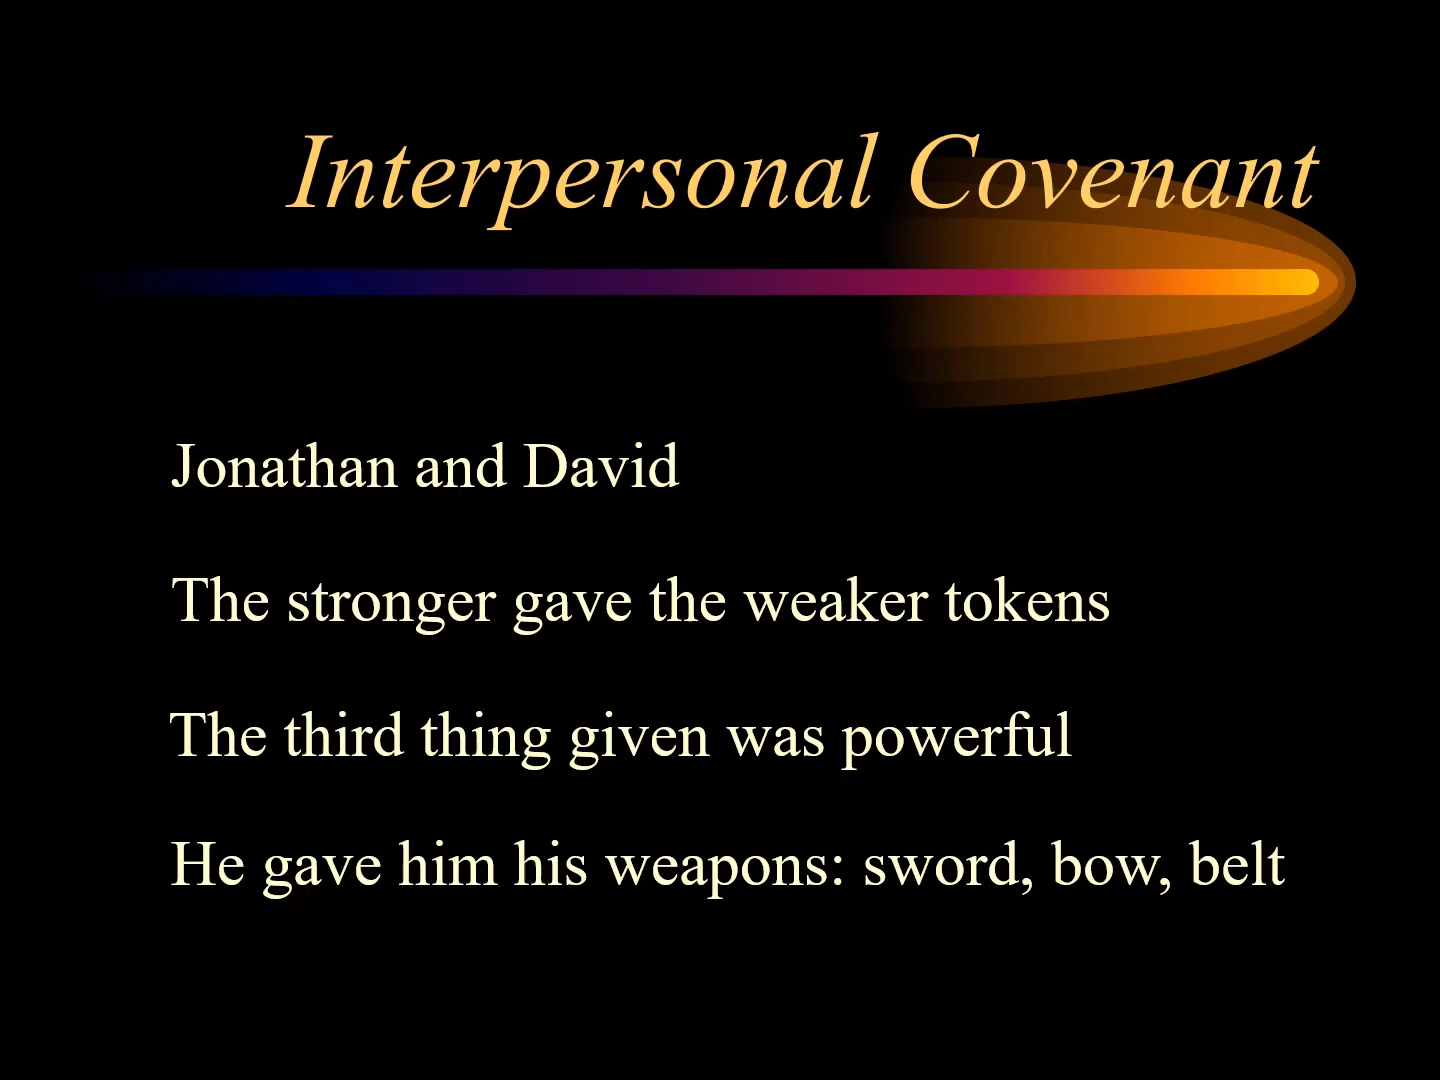 Interpersonal Covenant
Jonathan and David
The stronger gave the weaker tokens
The third thing given was powerful
He gave him his weapons: sword, bow, belt